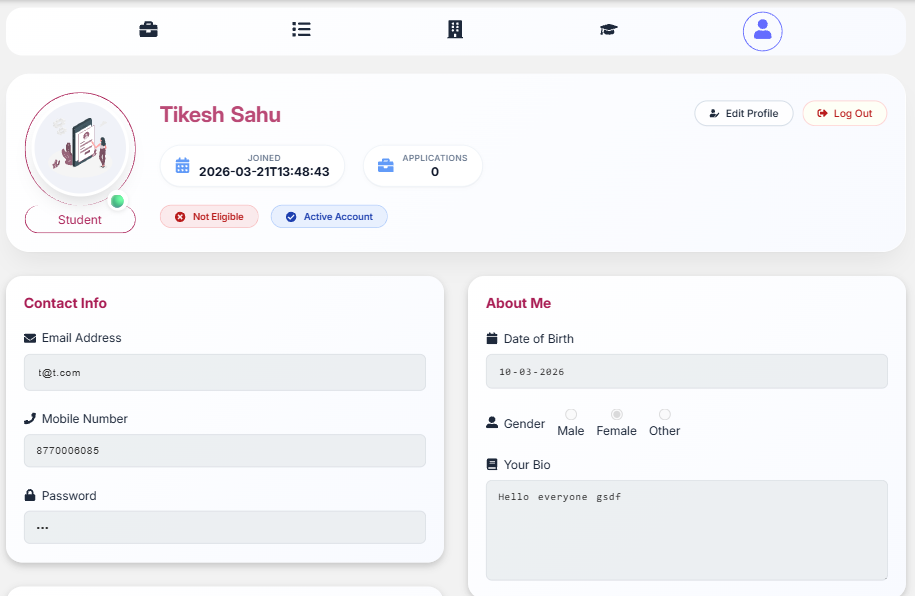 Tikesh Sahu
Edit Profile
Log Out
JOINED
2026-03-21T13:48:43
APPLICATIONS
0
Student
Not Eligible
Active Account
Contact Info
Email Address
t@t.com
Mobile Number
8770006085
Password
•••
About Me
Date of Birth
10-03-2026
Gender
Male
Female
Other
Your Bio
Hello everyone gsdf